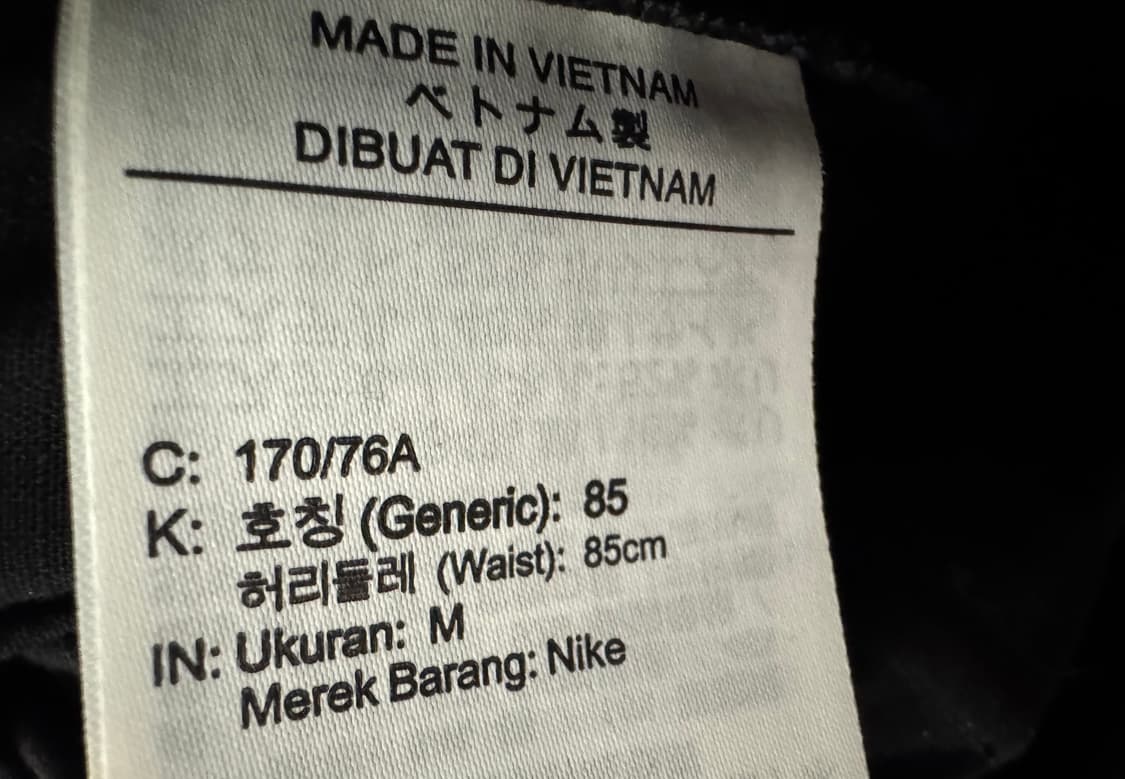 MADE IN VIETNAM
ベトナム製
DIBUAT DI VIETNAM
C: 170/76A
K: 호칭 (Generic): 85
허리둘레 (Waist): 85cm
IN: Ukuran: M
Merek Barang: Nike